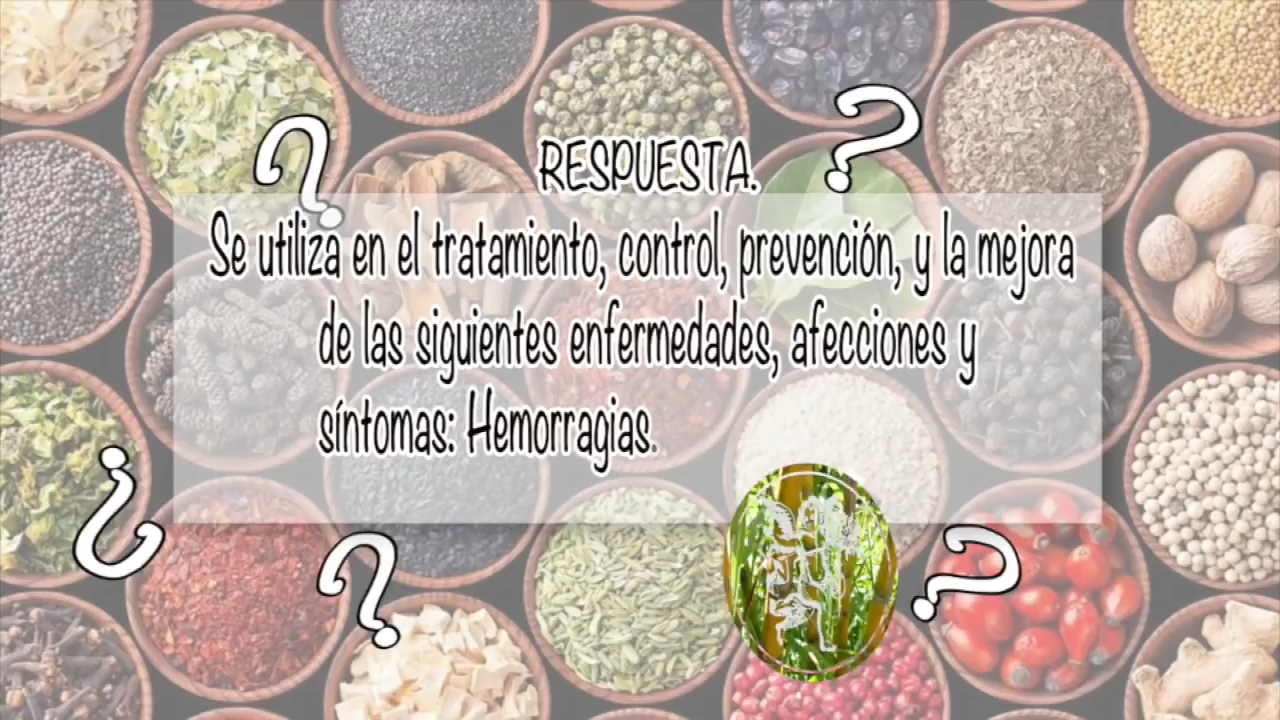 RESPUESTA.
Se utiliza en el tratamiento, control, prevención, y la mejora
de las siguientes enfermedades, afecciones y
síntomas: Hemorragias.